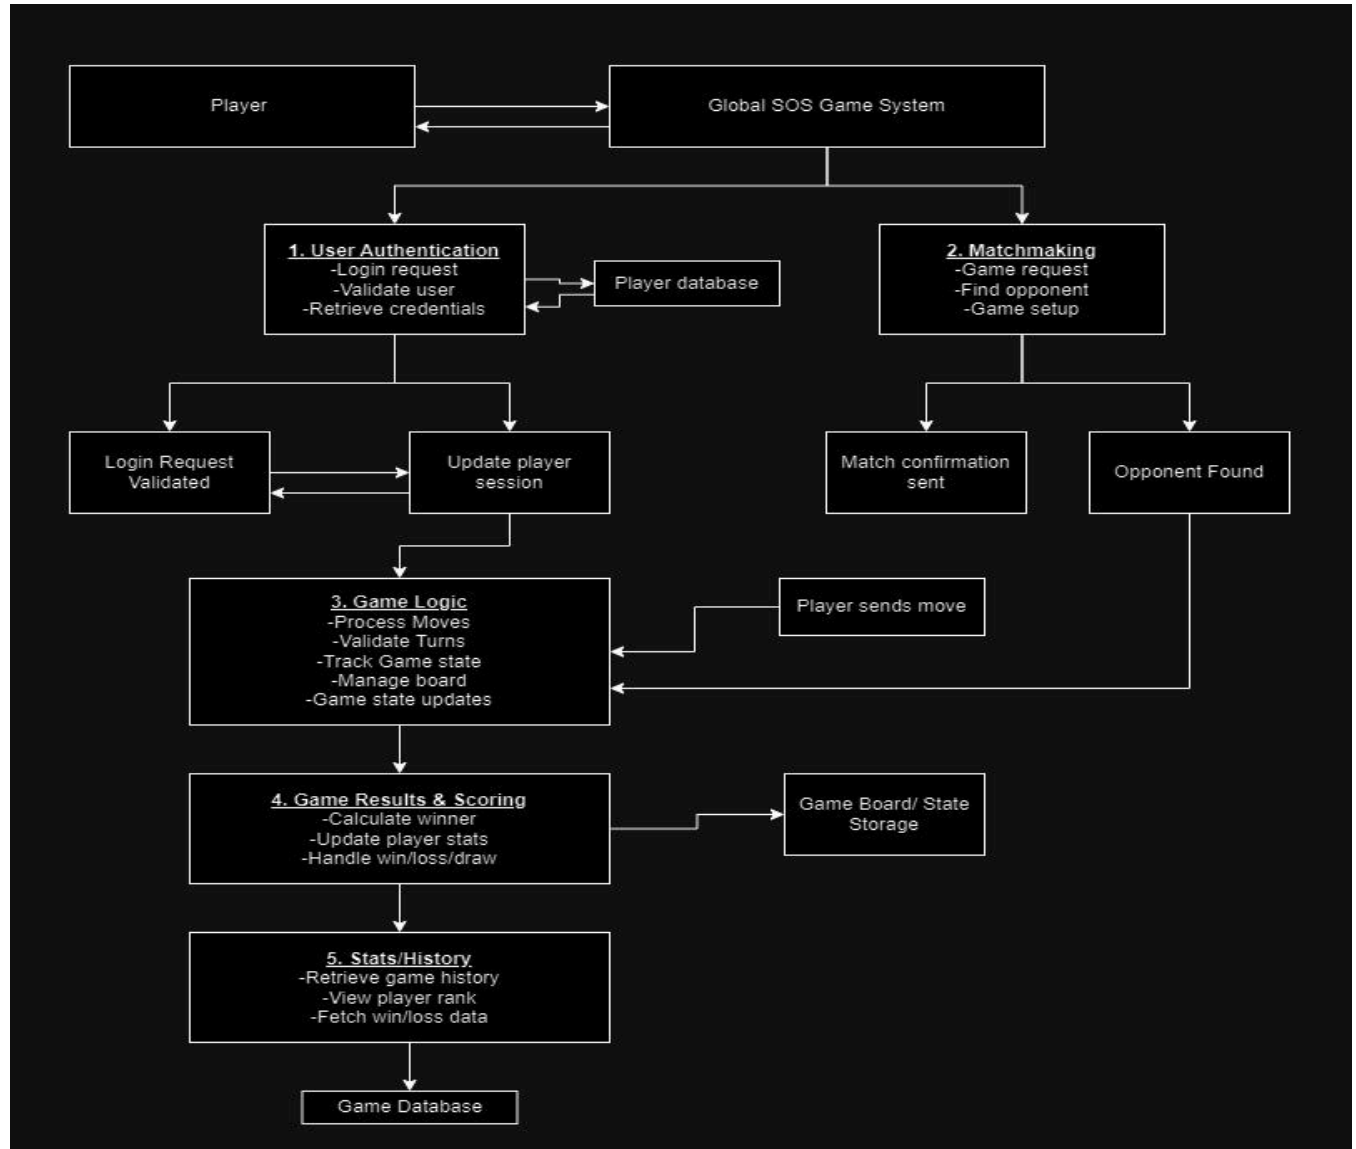 Player
Global SOS Game System
1. User Authentication
-Login request
-Validate user
-Retrieve credentials
Player database
2. Matchmaking
-Game request
-Find opponent
-Game setup
Login Request
Validated
Update player
session
Match confirmation
sent
Opponent Found
3. Game Logic
-Process Moves
-Validate Turns
-Track Game state
-Manage board
-Game state updates
Player sends move
4. Game Results & Scoring
-Calculate winner
-Update player stats
-Handle win/loss/draw
Game Board/ State
Storage
5. Stats/History
-Retrieve game history
-View player rank
-Fetch win/loss data
Game Database